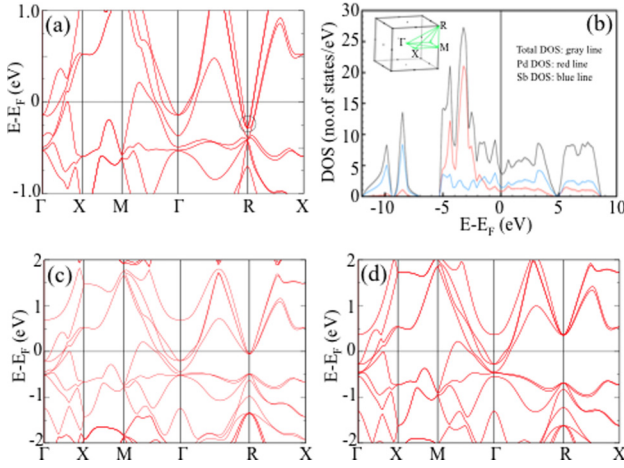 (a)
1.0
0
-1.0
E-E_F (eV)
Γ X M Γ R X
(b)
30
25
20
15
10
5
0
DOS (no.of states/eV)
R
Γ
M
X
Total DOS: gray line
Pd DOS: red line
Sb DOS: blue line
-10 -5 0 5 10
E-E_F (eV)
(c)
2
1
0
-1
-2
E-E_F (eV)
Γ X M Γ R X
(d)
2
1
0
-1
-2
E-E_F (eV)
Γ X M Γ R X